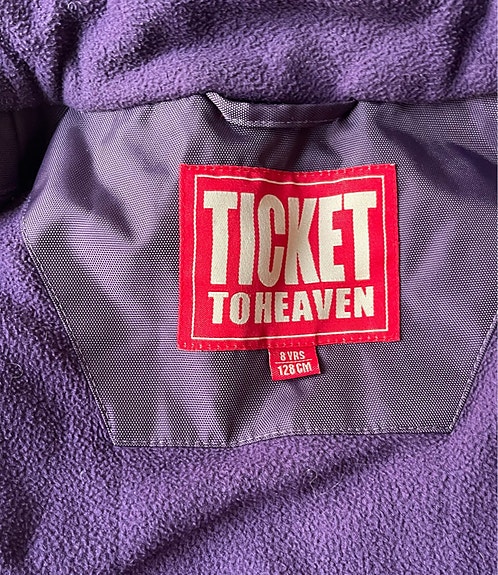 TICKET
TO HEAVEN
8 YRS
128 CM